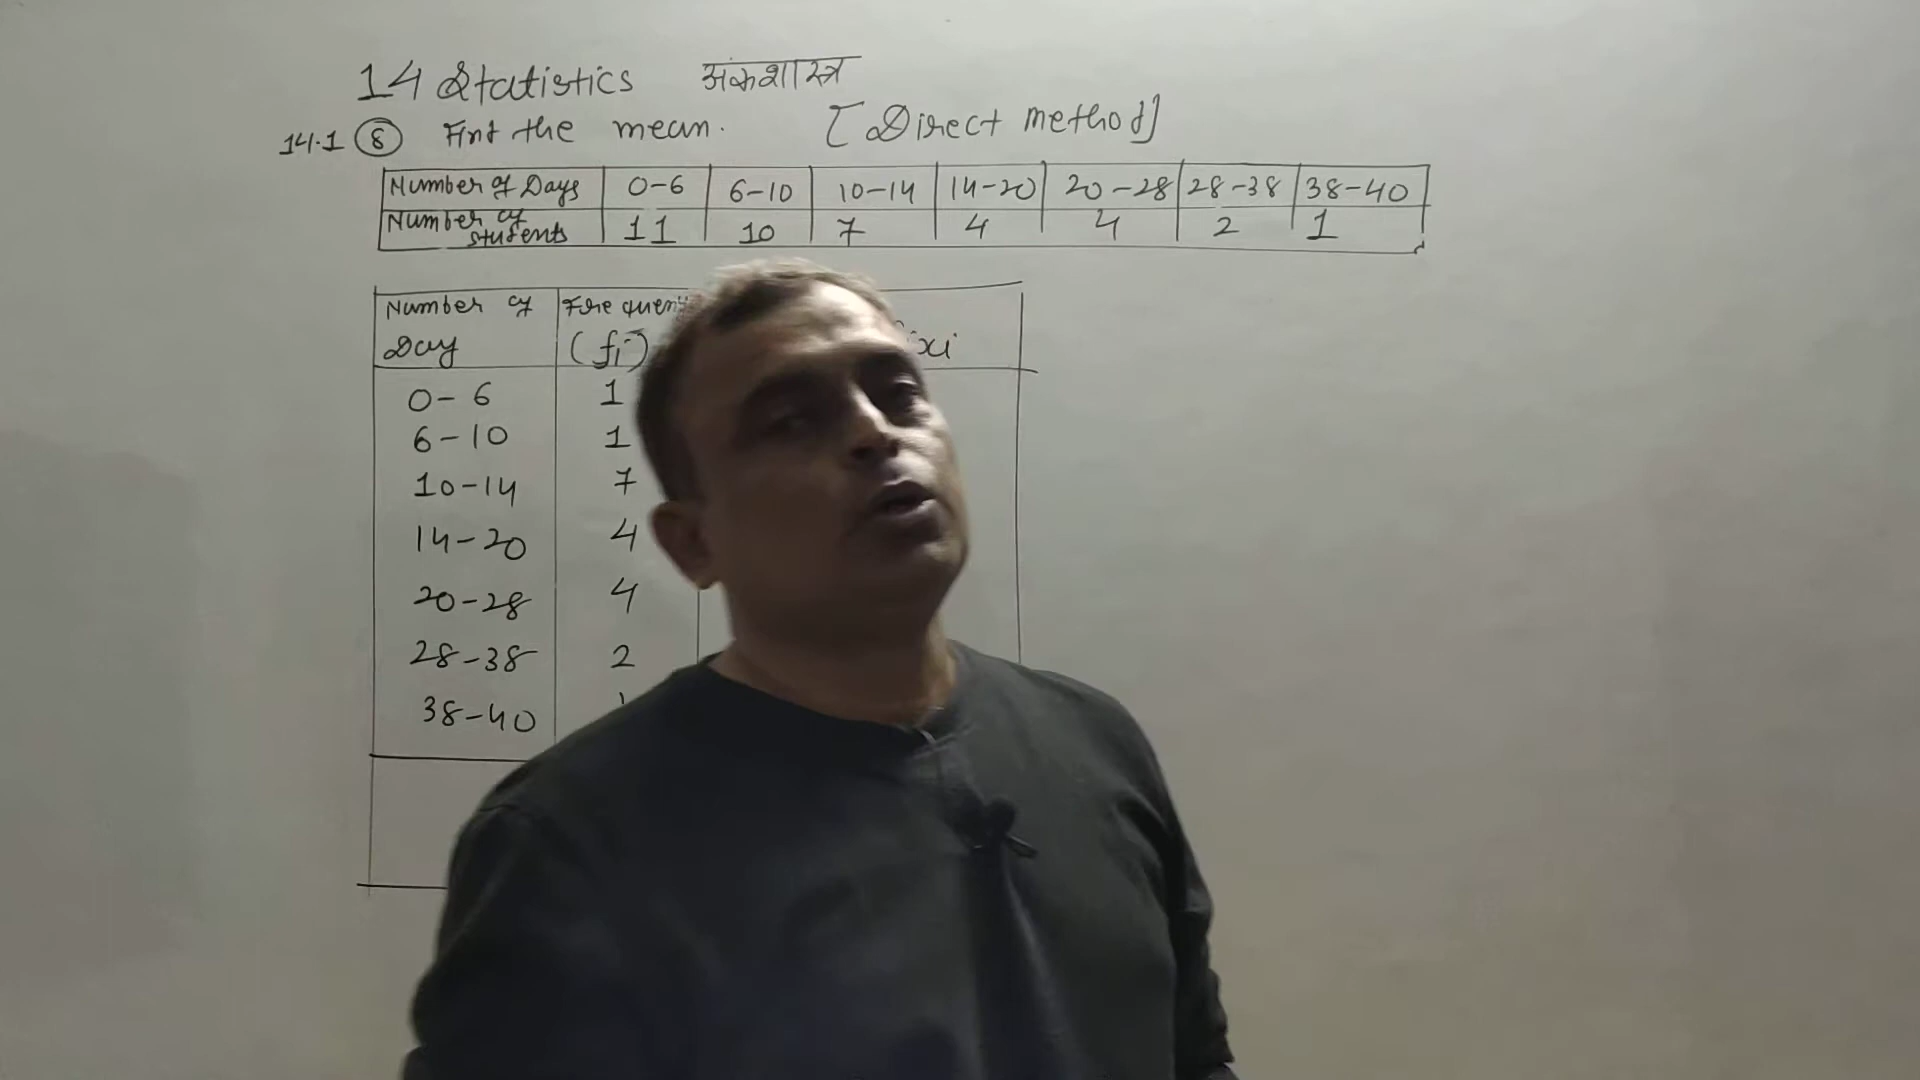 14 Statistics अंकशास्त्र
14.1 8 Find the mean. [Direct method]
Number of Days 0-6 6-10 10-14 14-20 20-28 28-38 38-40
Number of students 11 10 7 4 4 2 1
Number of Day Frequen
(fi) xi
0-6 1
6-10 1
10-14 7
14-20 4
20-28 4
28-38 2
38-40